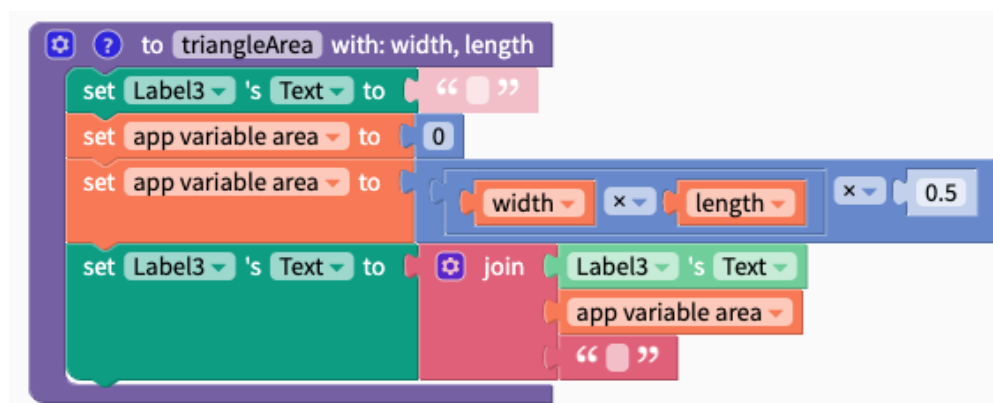 ? to triangleArea with: width, length
set Label3 's Text to “ ”
set app variable area to 0
set app variable area to width × length × 0.5
set Label3 's Text to join Label3 's Text
app variable area
“ ”